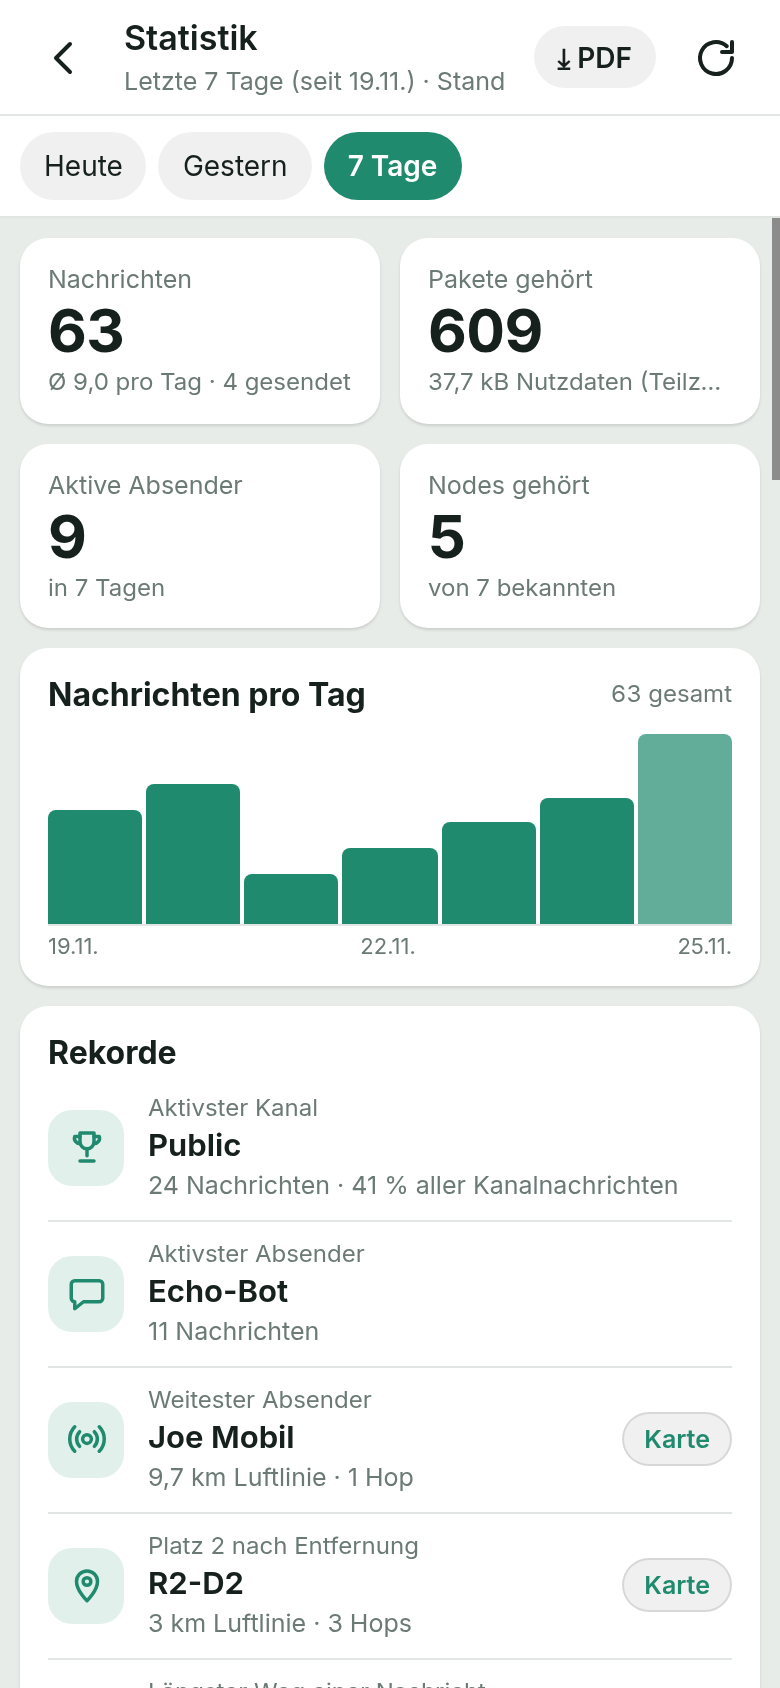 Statistik
Letzte 7 Tage (seit 19.11.) · Stand
↓ PDF
Heute
Gestern
7 Tage
Nachrichten
63
Ø 9,0 pro Tag · 4 gesendet
Pakete gehört
609
37,7 kB Nutzdaten (Teilz...
Aktive Absender
9
in 7 Tagen
Nodes gehört
5
von 7 bekannten
Nachrichten pro Tag
63 gesamt
19.11.
22.11.
25.11.
Rekorde
Aktivster Kanal
Public
24 Nachrichten · 41 % aller Kanalnachrichten
Aktivster Absender
Echo-Bot
11 Nachrichten
Weitester Absender
Joe Mobil
9,7 km Luftlinie · 1 Hop
Karte
Platz 2 nach Entfernung
R2-D2
3 km Luftlinie · 3 Hops
Karte
Längster Weg einer Nachricht